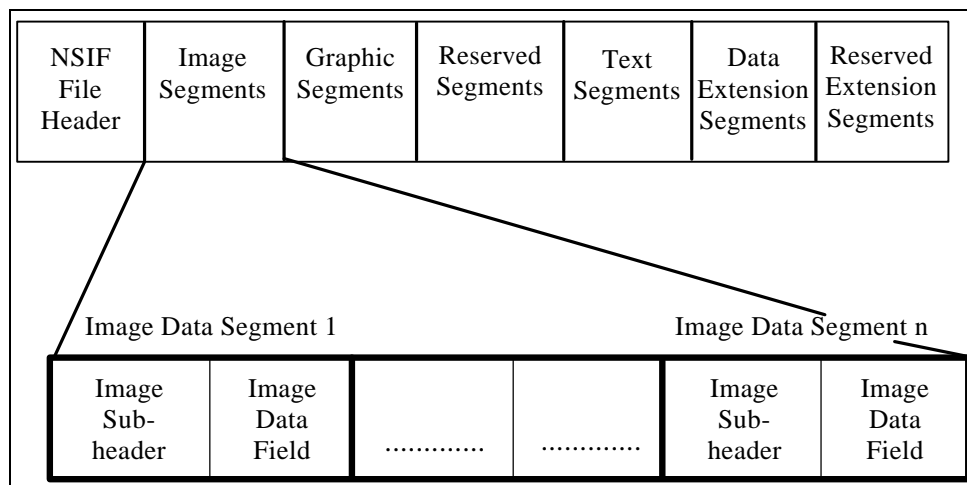 NSIF
File
Header
Image
Segments
Graphic
Segments
Reserved
Segments
Text
Segments
Data
Extension
Segments
Reserved
Extension
Segments
Image Data Segment 1
Image Data Segment n
Image
Sub-
header
Image
Data
Field
.............
.............
Image
Sub-
header
Image
Data
Field